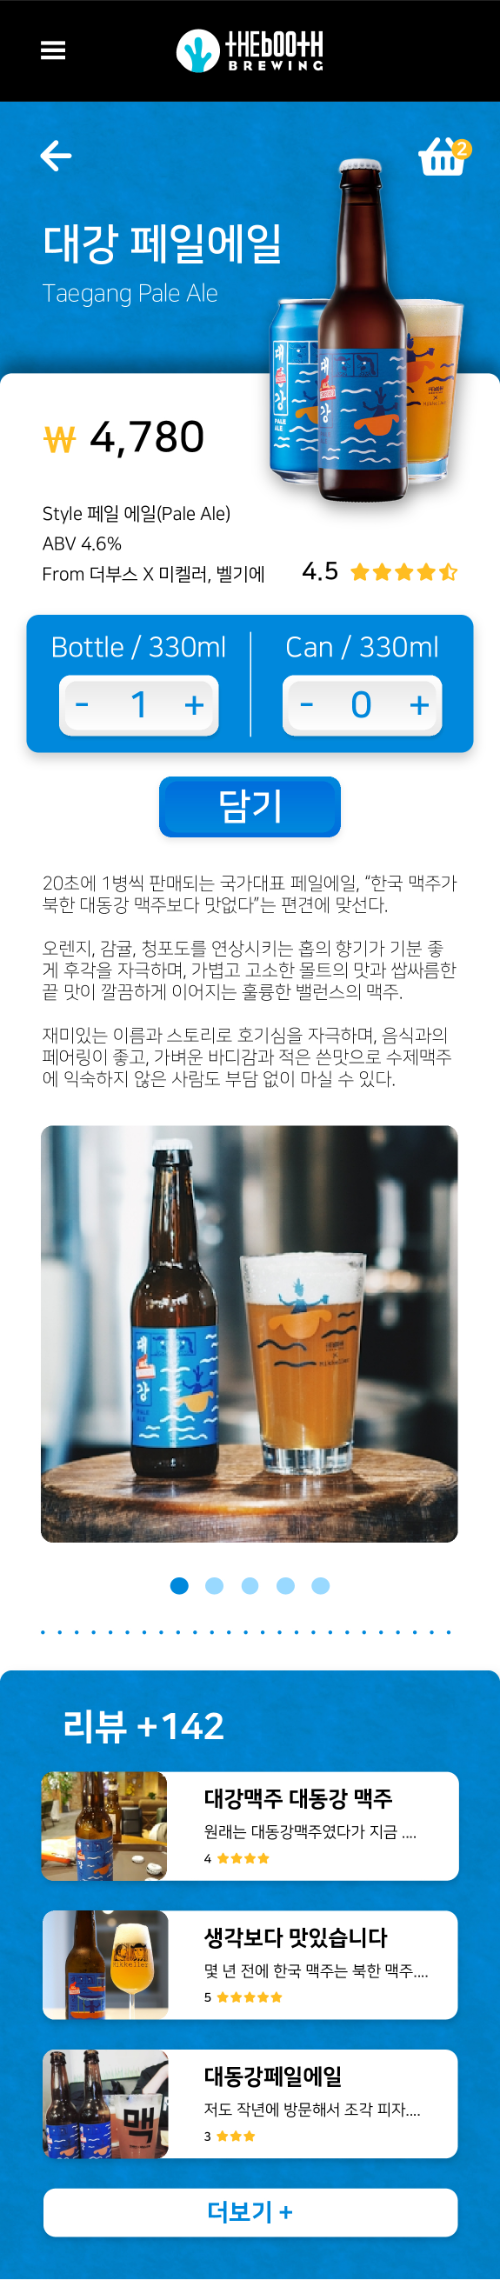 THE BOOTH
BREWING
2
대강 페일에일
Taegang Pale Ale
대강
PALE
ALE
대강
₩ 4,780
Style 페일 에일(Pale Ale)
ABV 4.6%
From 더부스 X 미켈러, 벨기에
4.5
Bottle / 330ml
Can / 330ml
- 1 +
- 0 +
담기
20초에 1병씩 판매되는 국가대표 페일에일, “한국 맥주가
북한 대동강 맥주보다 맛없다”는 편견에 맞선다.
오렌지, 감귤, 청포도를 연상시키는 홉의 향기가 기분 좋
게 후각을 자극하며, 가볍고 고소한 몰트의 맛과 쌉싸름한
끝 맛이 깔끔하게 이어지는 훌륭한 밸런스의 맥주.
재미있는 이름과 스토리로 호기심을 자극하며, 음식과의
페어링이 좋고, 가벼운 바디감과 적은 쓴맛으로 수제맥주
에 익숙하지 않은 사람도 부담 없이 마실 수 있다.
대강
PALE
ALE
리뷰 +142
대강맥주 대동강 맥주
원래는 대동강맥주였다가 지금 ....
4
생각보다 맛있습니다
몇 년 전에 한국 맥주는 북한 맥주....
5
Mikkeller
대동강페일에일
저도 작년에 방문해서 조각 피자....
3
맥
더보기 +